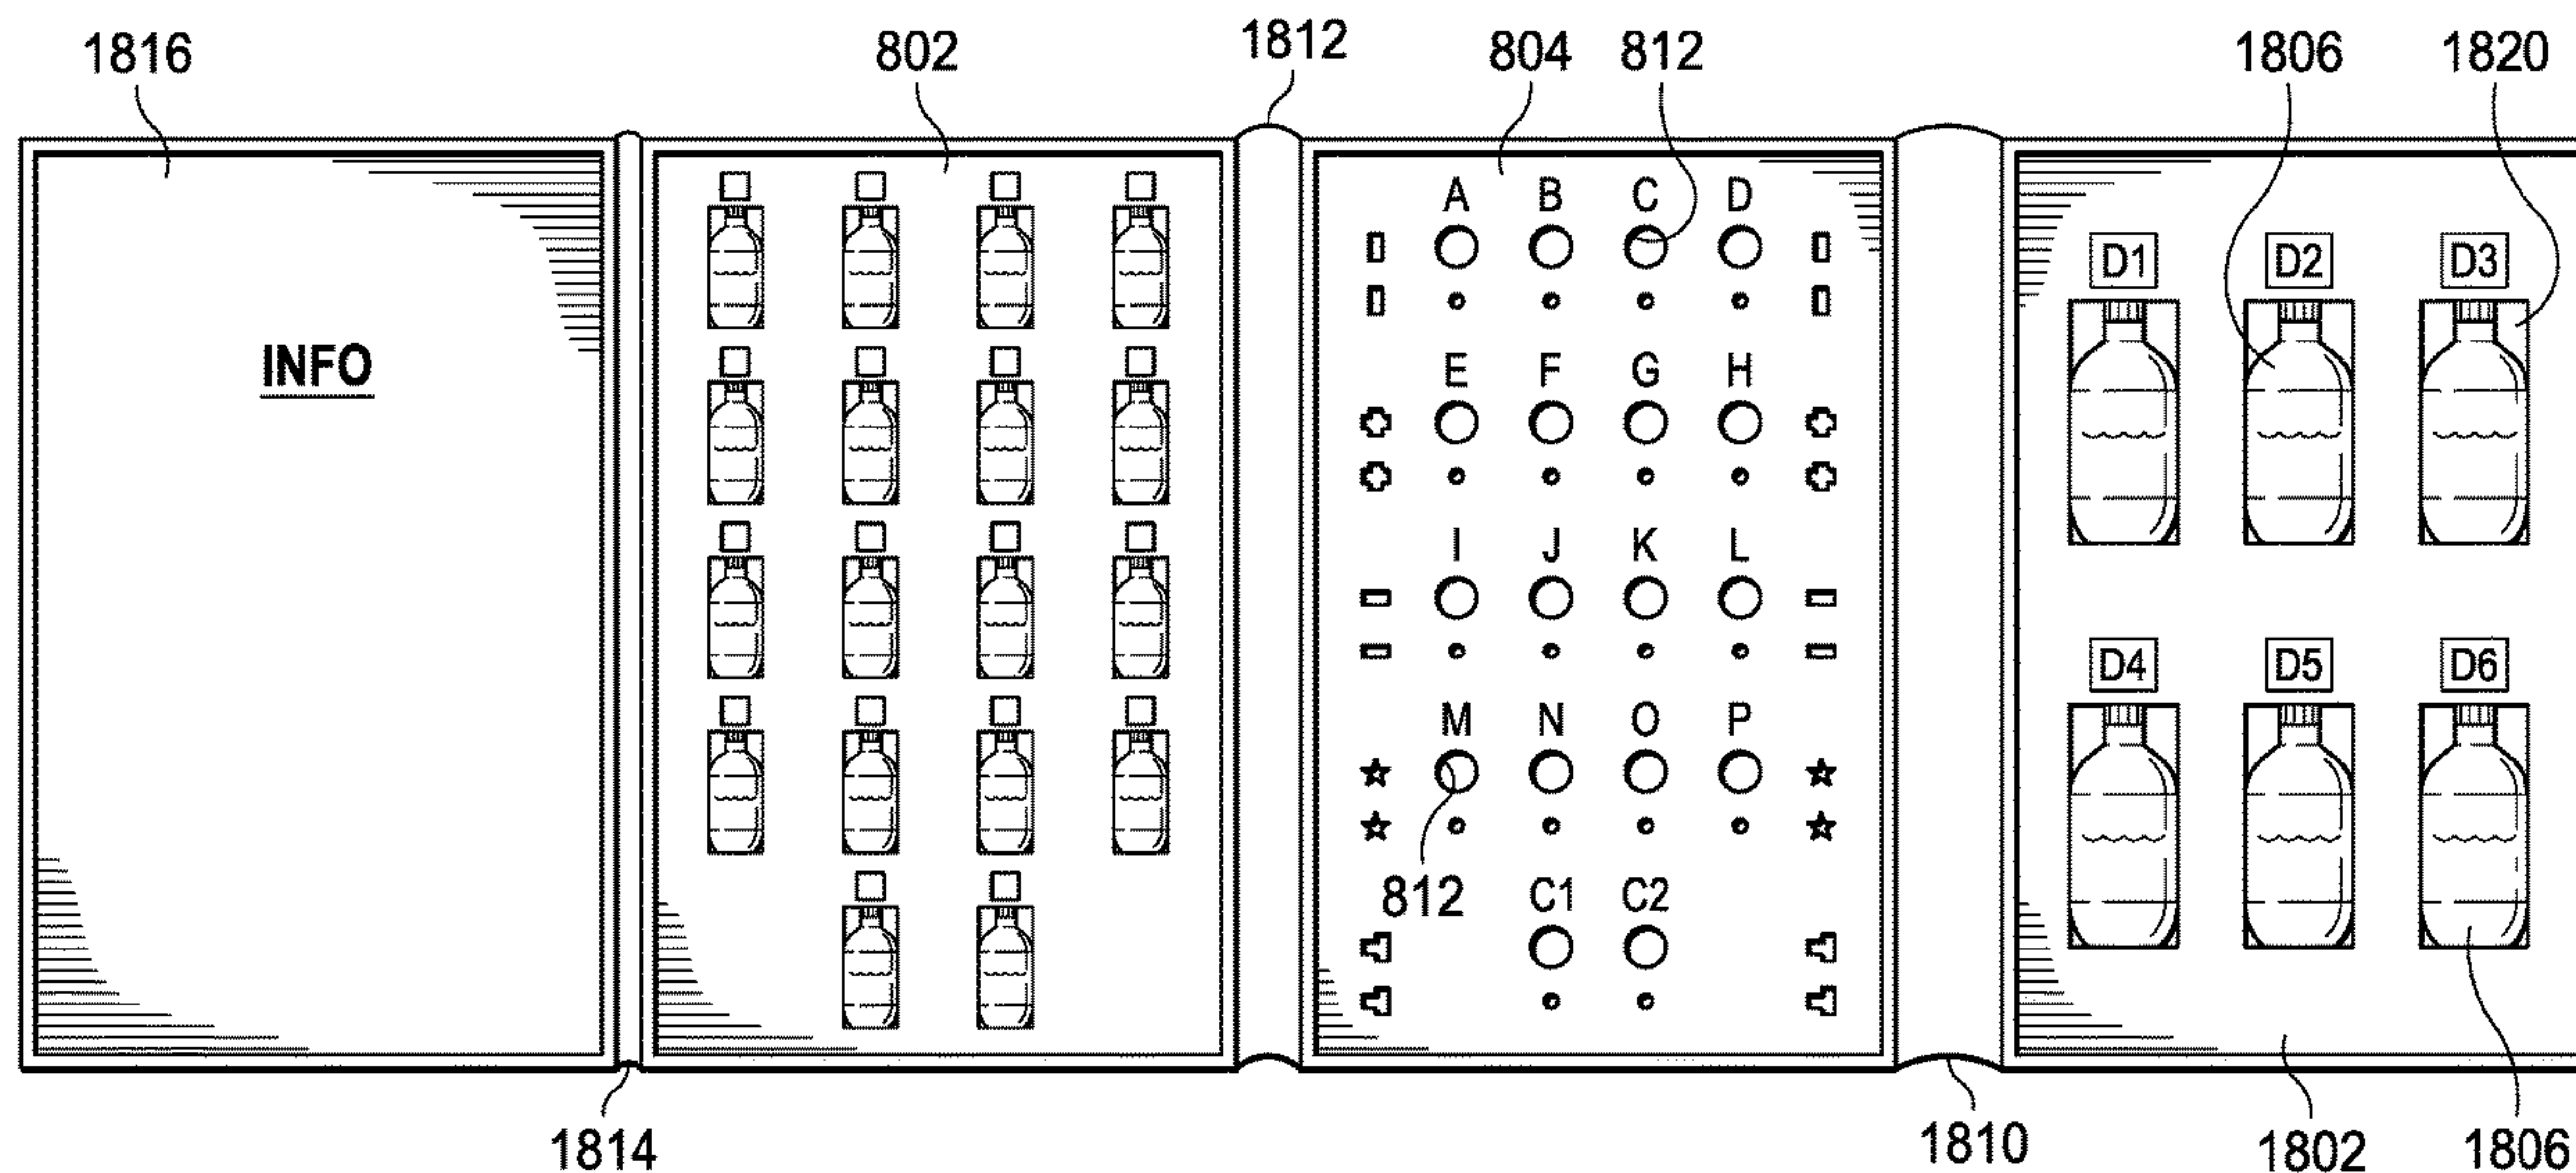 1816 802 1812 804 812 1806 1820
INFO
A B C D
E F G H
I J K L
M N O P
812
C1 C2
D1 D2 D3
D4 D5 D6
1814 1810 1802 1806